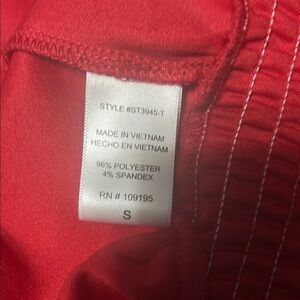 STYLE #ST3945-T
MADE IN VIETNAM
HECHO EN VIETNAM
96% POLYESTER
4% SPANDEX
RN # 109195
S